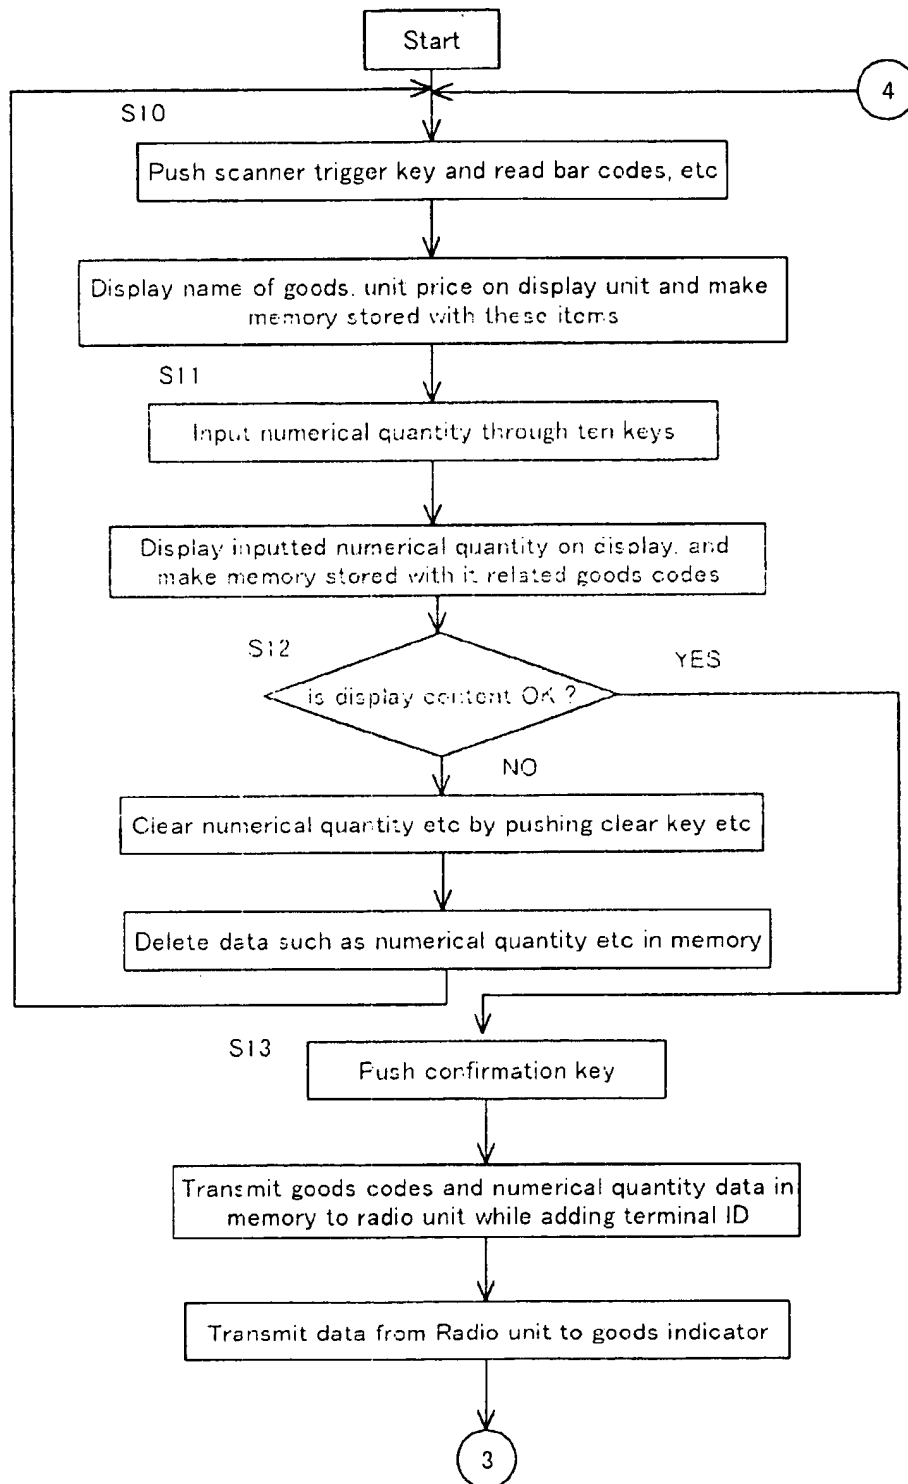 Start
4
S10
Push scanner trigger key and read bar codes, etc
Display name of goods, unit price on display unit and make
memory stored with these items
S11
Input numerical quantity through ten keys
Display inputted numerical quantity on display, and
make memory stored with it related goods codes
S12
YES
is display content OK ?
NO
Clear numerical quantity etc by pushing clear key etc
Delete data such as numerical quantity etc in memory
S13
Push confirmation key
Transmit goods codes and numerical quantity data in
memory to radio unit while adding terminal ID
Transmit data from Radio unit to goods indicator
3